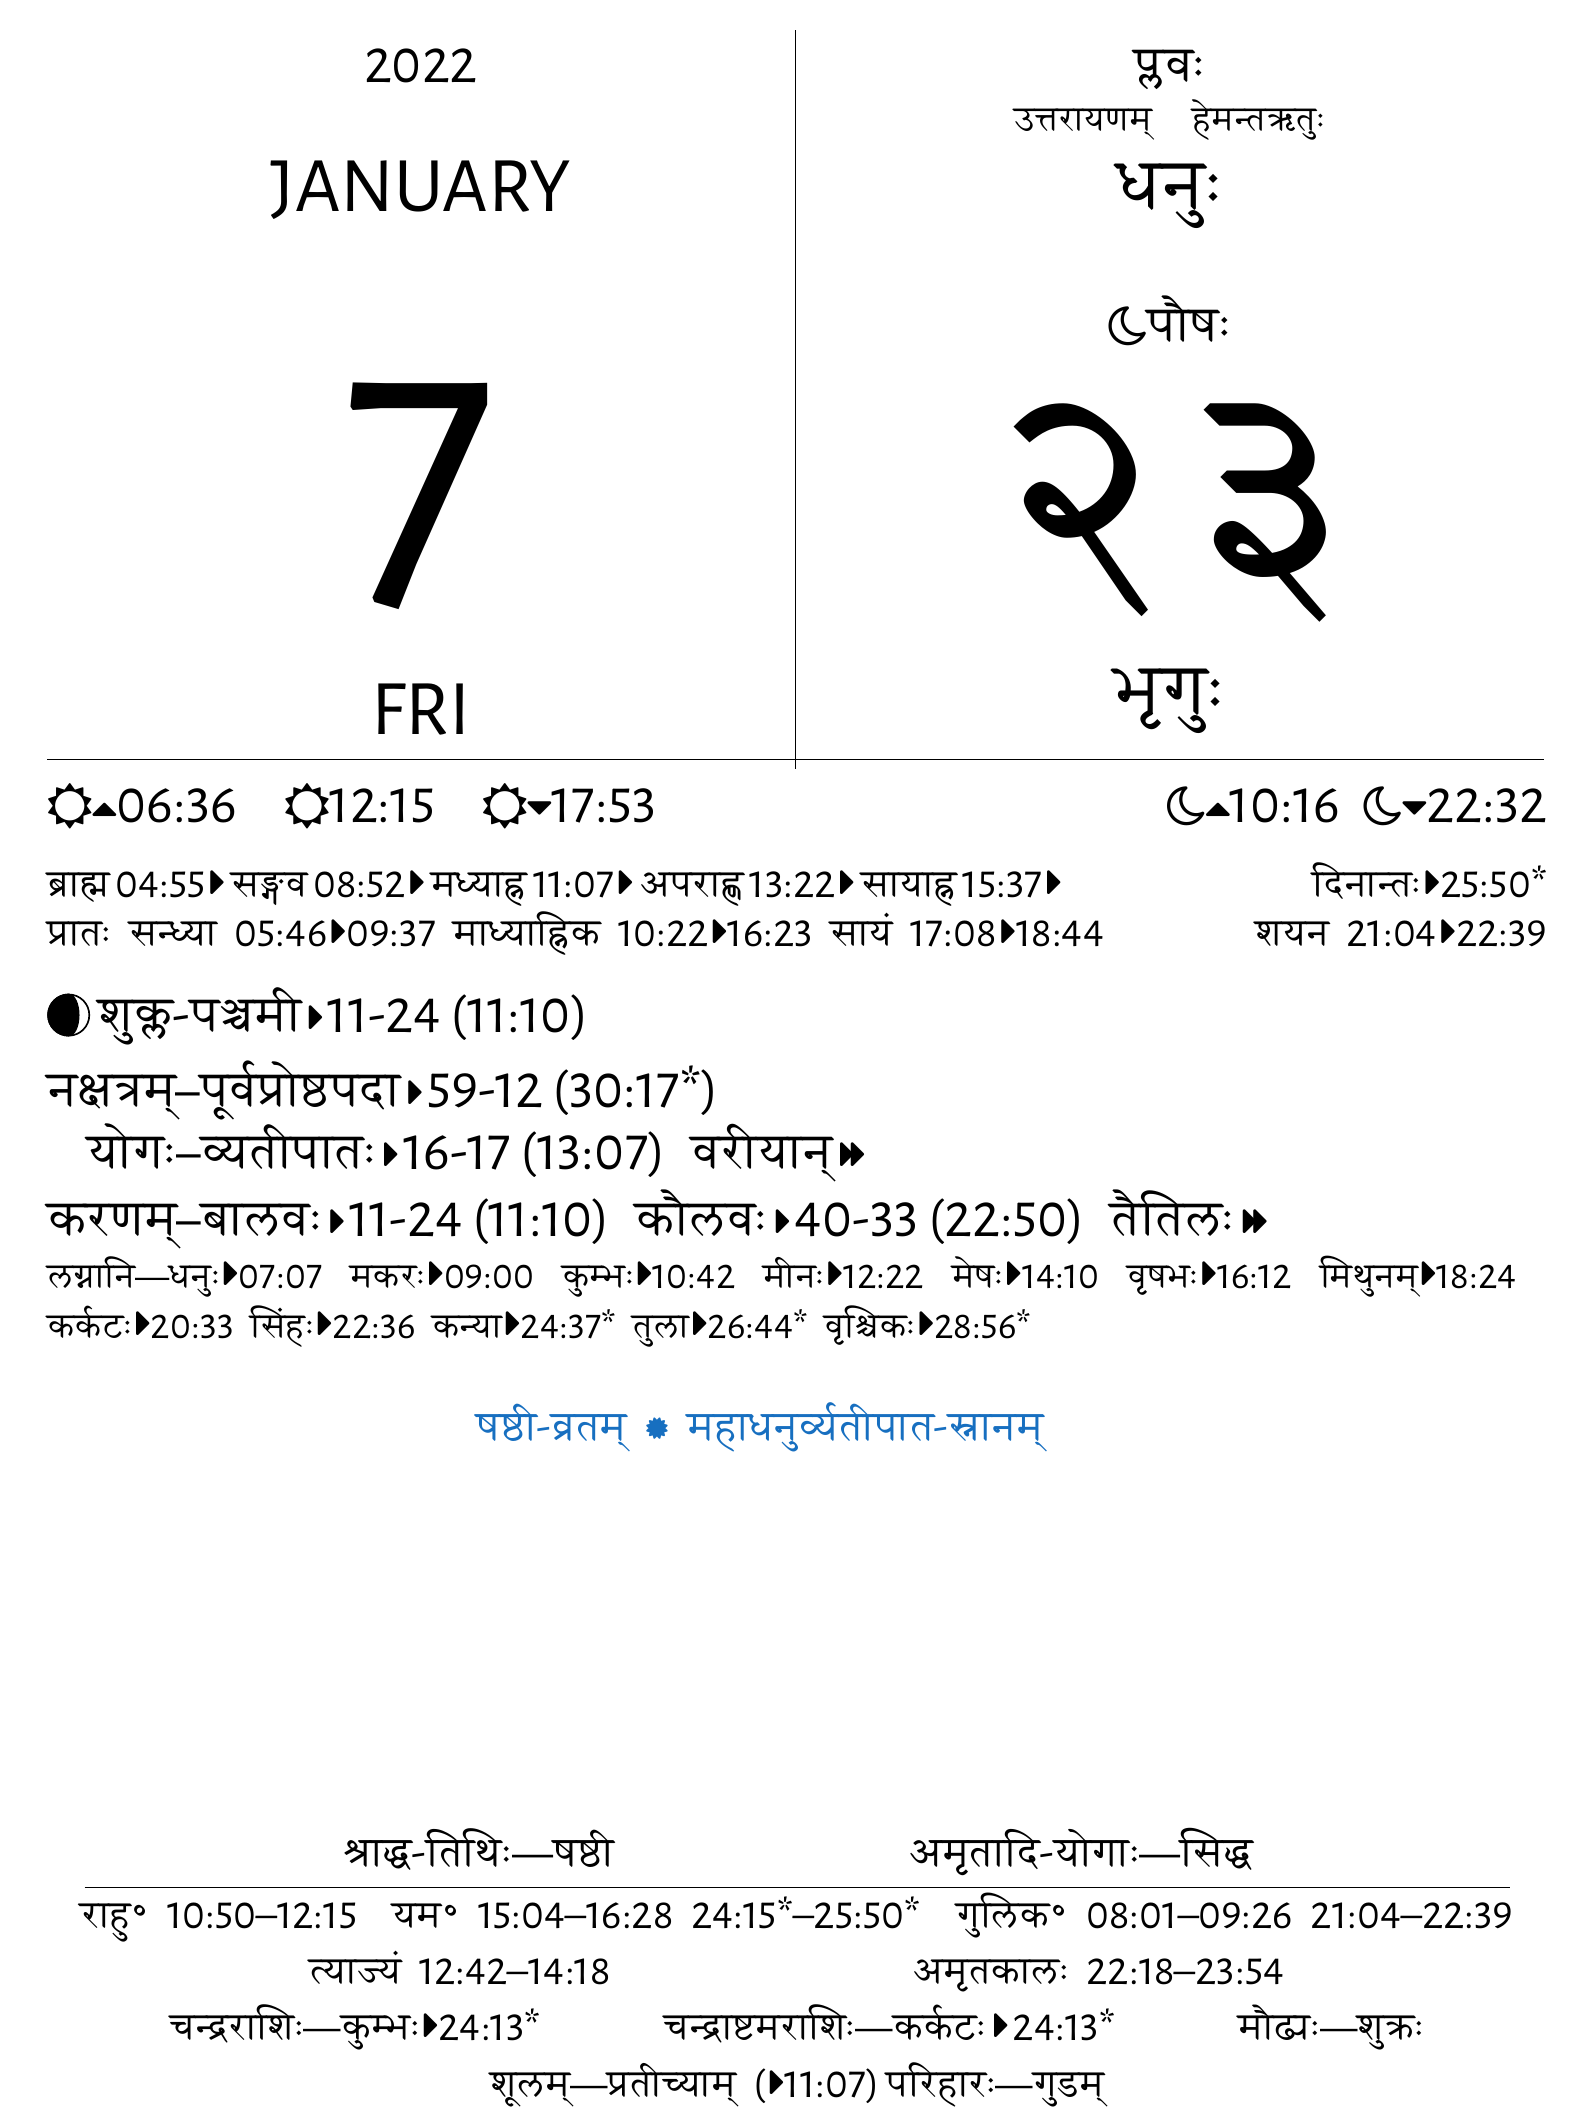 2022
JANUARY
7
FRI
प्लवः
उत्तरायणम् हेमन्तऋतुः
धनुः
पौषः
२३
भृगुः
06:36 12:15 17:53 10:16 22:32
ब्राह्म 04:55 सङ्गव 08:52 मध्याह्न 11:07 अपराह्ण 13:22 सायाह्न 15:37 दिनान्तः 25:50*
प्रातः सन्ध्या 05:46 09:37 माध्याह्निक 10:22 16:23 सायं 17:08 18:44 शयन 21:04 22:39
शुक्ल-पञ्चमी 11-24 (11:10)
नक्षत्रम्–पूर्वप्रोष्ठपदा 59-12 (30:17*)
योगः–व्यतीपातः 16-17 (13:07) वरीयान्
करणम्–बालवः 11-24 (11:10) कौलवः 40-33 (22:50) तैतिलः
लग्नानि—धनुः 07:07 मकरः 09:00 कुम्भः 10:42 मीनः 12:22 मेषः 14:10 वृषभः 16:12 मिथुनम् 18:24
कर्कटः 20:33 सिंहः 22:36 कन्या 24:37* तुला 26:44* वृश्चिकः 28:56*
षष्ठी-व्रतम् ✹ महाधनुर्व्यतीपात-स्नानम्
श्राद्ध-तिथिः—षष्ठी अमृतादि-योगाः—सिद्ध
राहु॰ 10:50–12:15 यम॰ 15:04–16:28 24:15*–25:50* गुलिक॰ 08:01–09:26 21:04–22:39
त्याज्यं 12:42–14:18 अमृतकालः 22:18–23:54
चन्द्रराशिः—कुम्भः 24:13* चन्द्राष्टमराशिः—कर्कटः 24:13* मौढ्यः—शुक्रः
शूलम्—प्रतीच्याम् (11:07) परिहारः—गुडम्